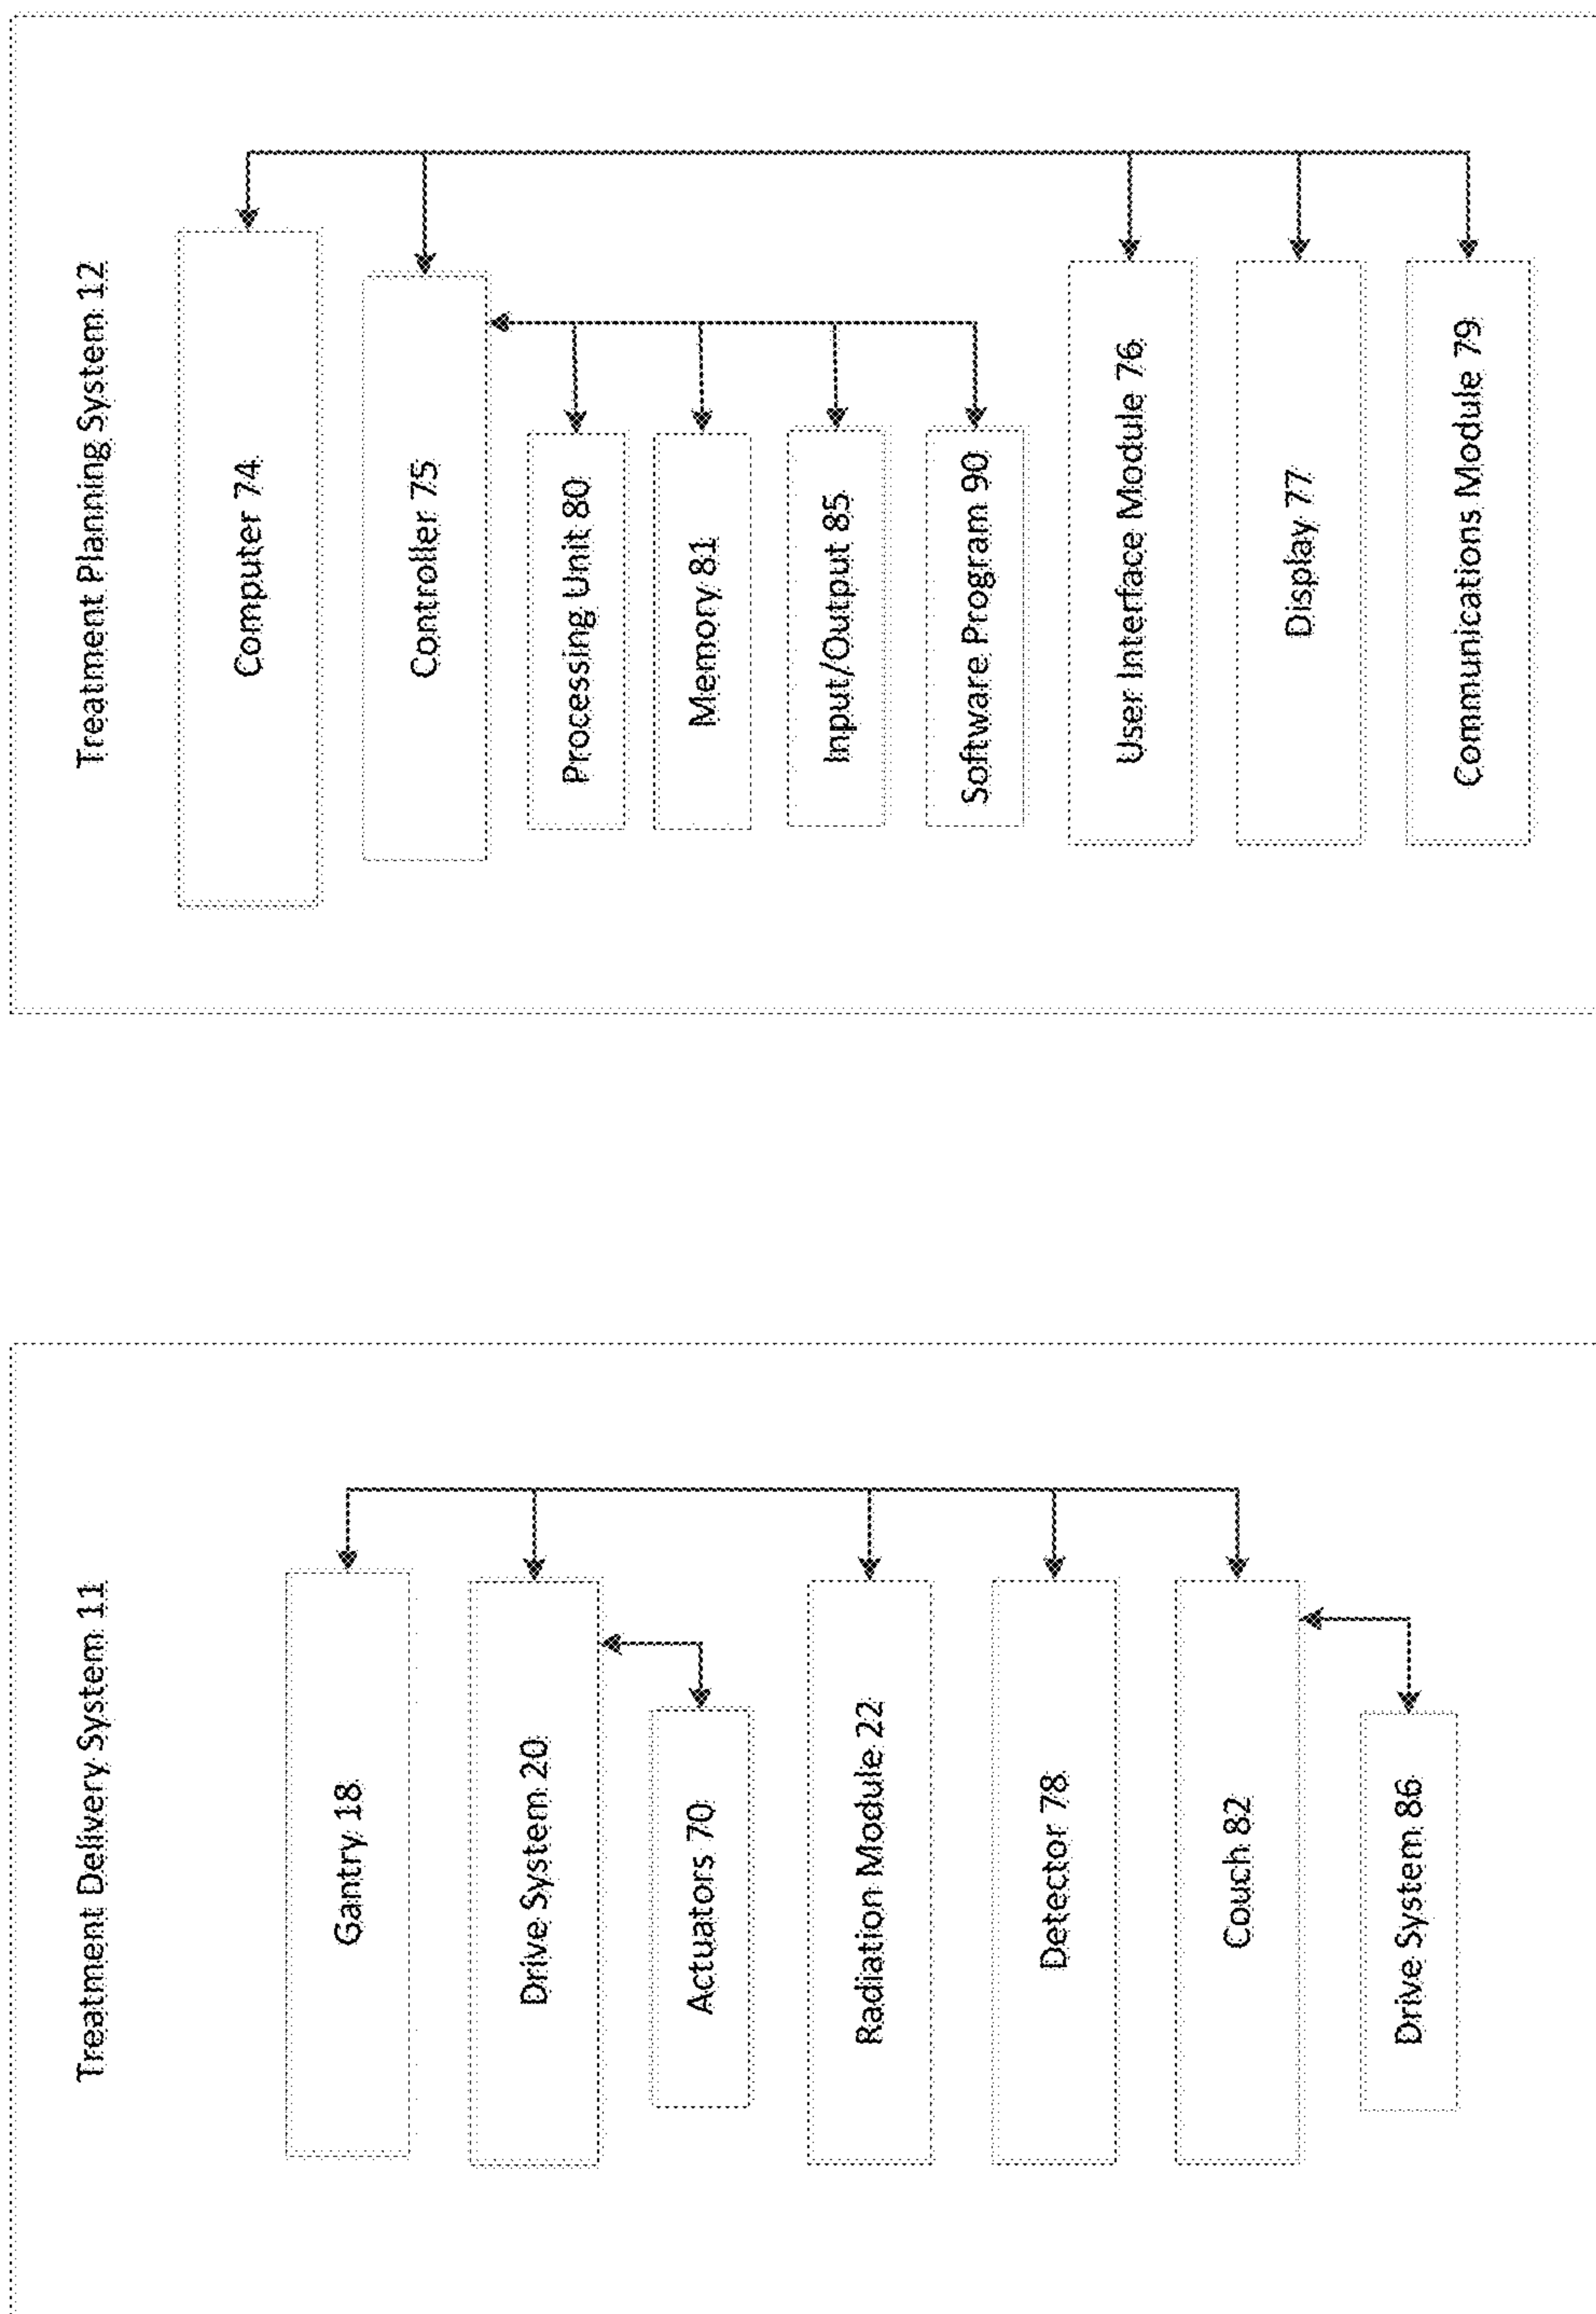 Treatment Delivery System 11
Gantry 18
Drive System 20
Actuators 70
Radiation Module 22
Detector 78
Couch 82
Drive System 86
Treatment Planning System 12
Computer 74
Controller 75
Processing Unit 80
Memory 81
Input/Output 85
Software Program 90
User Interface Module 76
Display 77
Communications Module 79